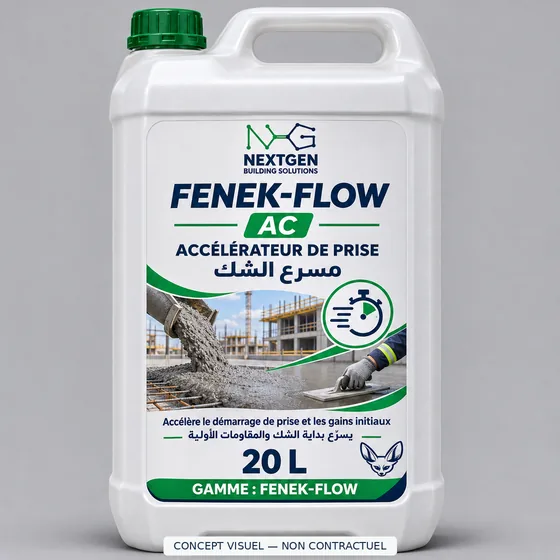 NG
NEXTGEN
BUILDING SOLUTIONS
FENEK-FLOW
AC
ACCÉLÉRATEUR DE PRISE
مسرع الشك
Accélère le démarrage de prise et les gains initiaux
يسرّع بداية الشك والمقاومات الأولية
20 L
GAMME : FENEK-FLOW
CONCEPT VISUEL — NON CONTRACTUEL